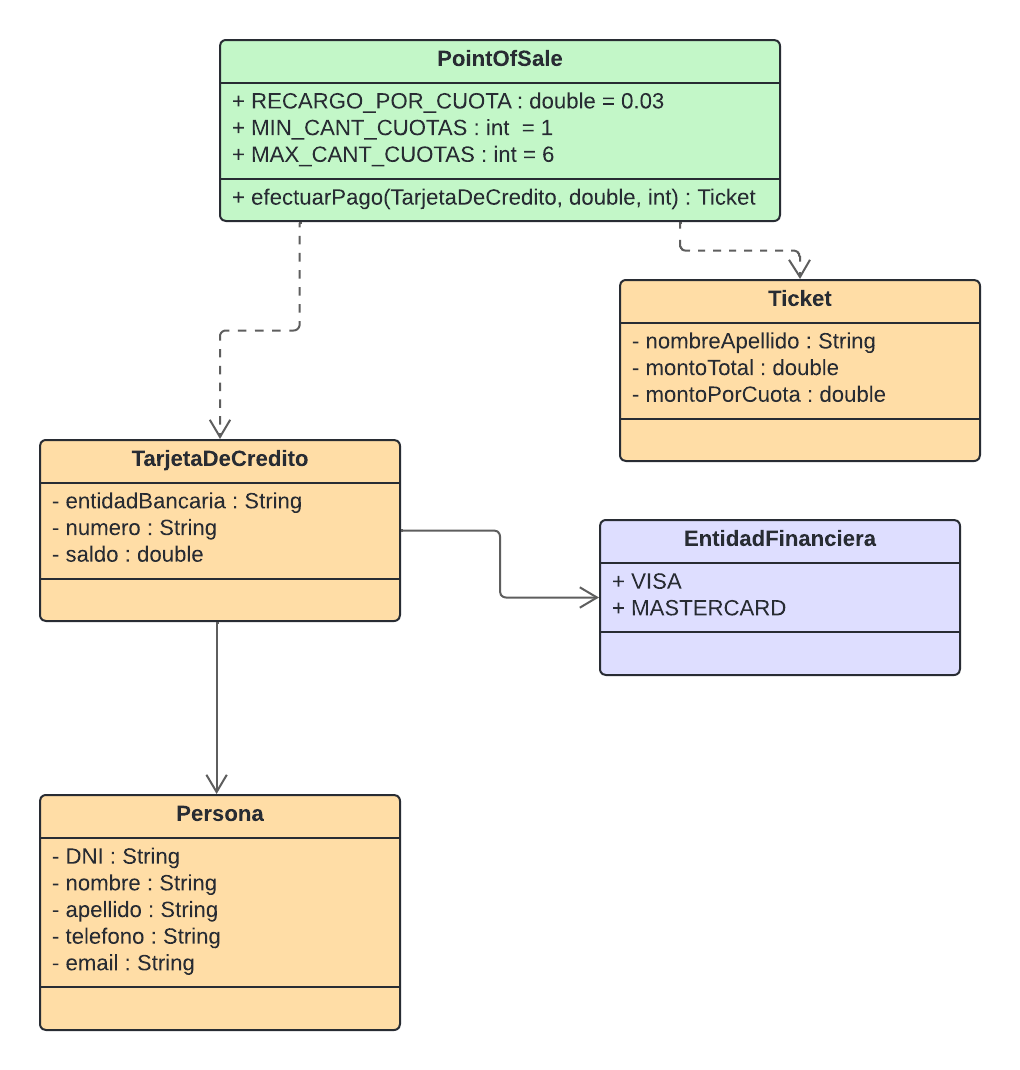 PointOfSale
+ RECARGO_POR_CUOTA : double = 0.03
+ MIN_CANT_CUOTAS : int  = 1
+ MAX_CANT_CUOTAS : int = 6
+ efectuarPago(TarjetaDeCredito, double, int) : Ticket
Ticket
- nombreApellido : String
- montoTotal : double
- montoPorCuota : double
TarjetaDeCredito
- entidadBancaria : String
- numero : String
- saldo : double
EntidadFinanciera
+ VISA
+ MASTERCARD
Persona
- DNI : String
- nombre : String
- apellido : String
- telefono : String
- email : String